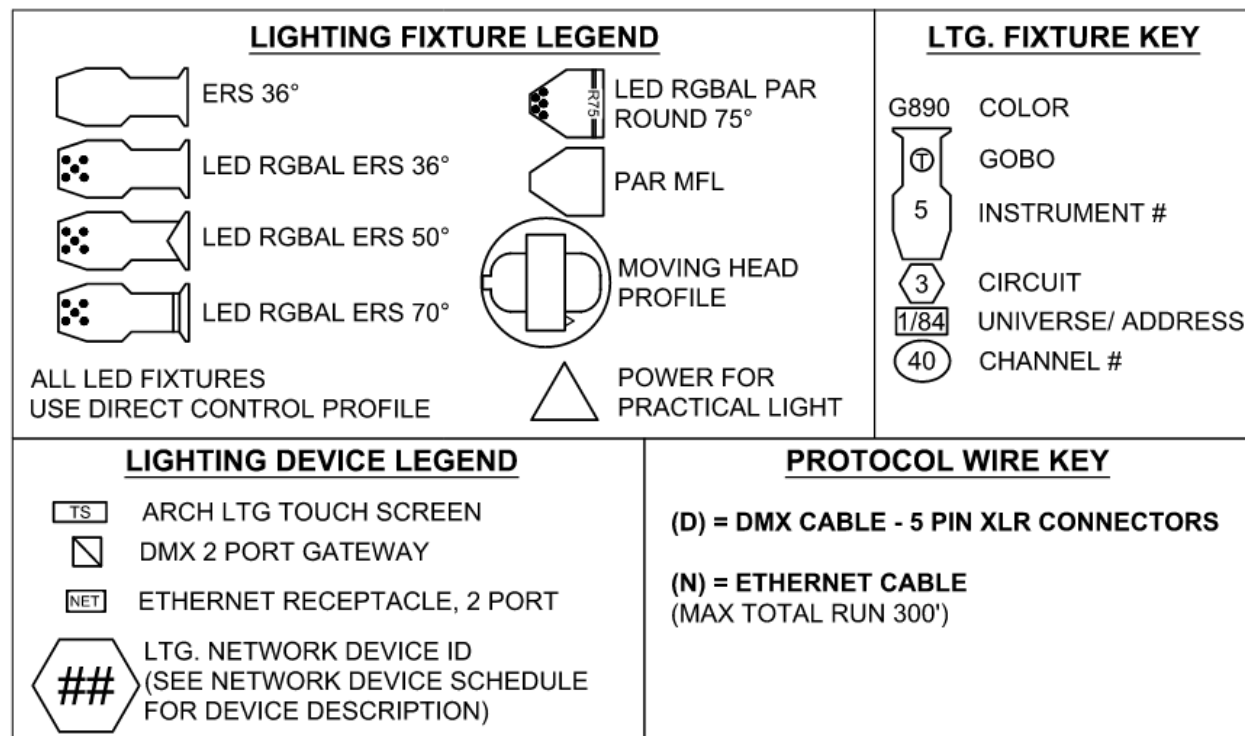 LIGHTING FIXTURE LEGEND
ERS 36°
LED RGBAL ERS 36°
LED RGBAL ERS 50°
LED RGBAL ERS 70°
ALL LED FIXTURES
USE DIRECT CONTROL PROFILE
R75
LED RGBAL PAR
ROUND 75°
PAR MFL
MOVING HEAD
PROFILE
POWER FOR
PRACTICAL LIGHT
LTG. FIXTURE KEY
G890 COLOR
T GOBO
5 INSTRUMENT #
3 CIRCUIT
1/84 UNIVERSE/ ADDRESS
40 CHANNEL #
LIGHTING DEVICE LEGEND
TS ARCH LTG TOUCH SCREEN
DMX 2 PORT GATEWAY
NET ETHERNET RECEPTACLE, 2 PORT
## LTG. NETWORK DEVICE ID
(SEE NETWORK DEVICE SCHEDULE
FOR DEVICE DESCRIPTION)
PROTOCOL WIRE KEY
(D) = DMX CABLE - 5 PIN XLR CONNECTORS
(N) = ETHERNET CABLE
(MAX TOTAL RUN 300')